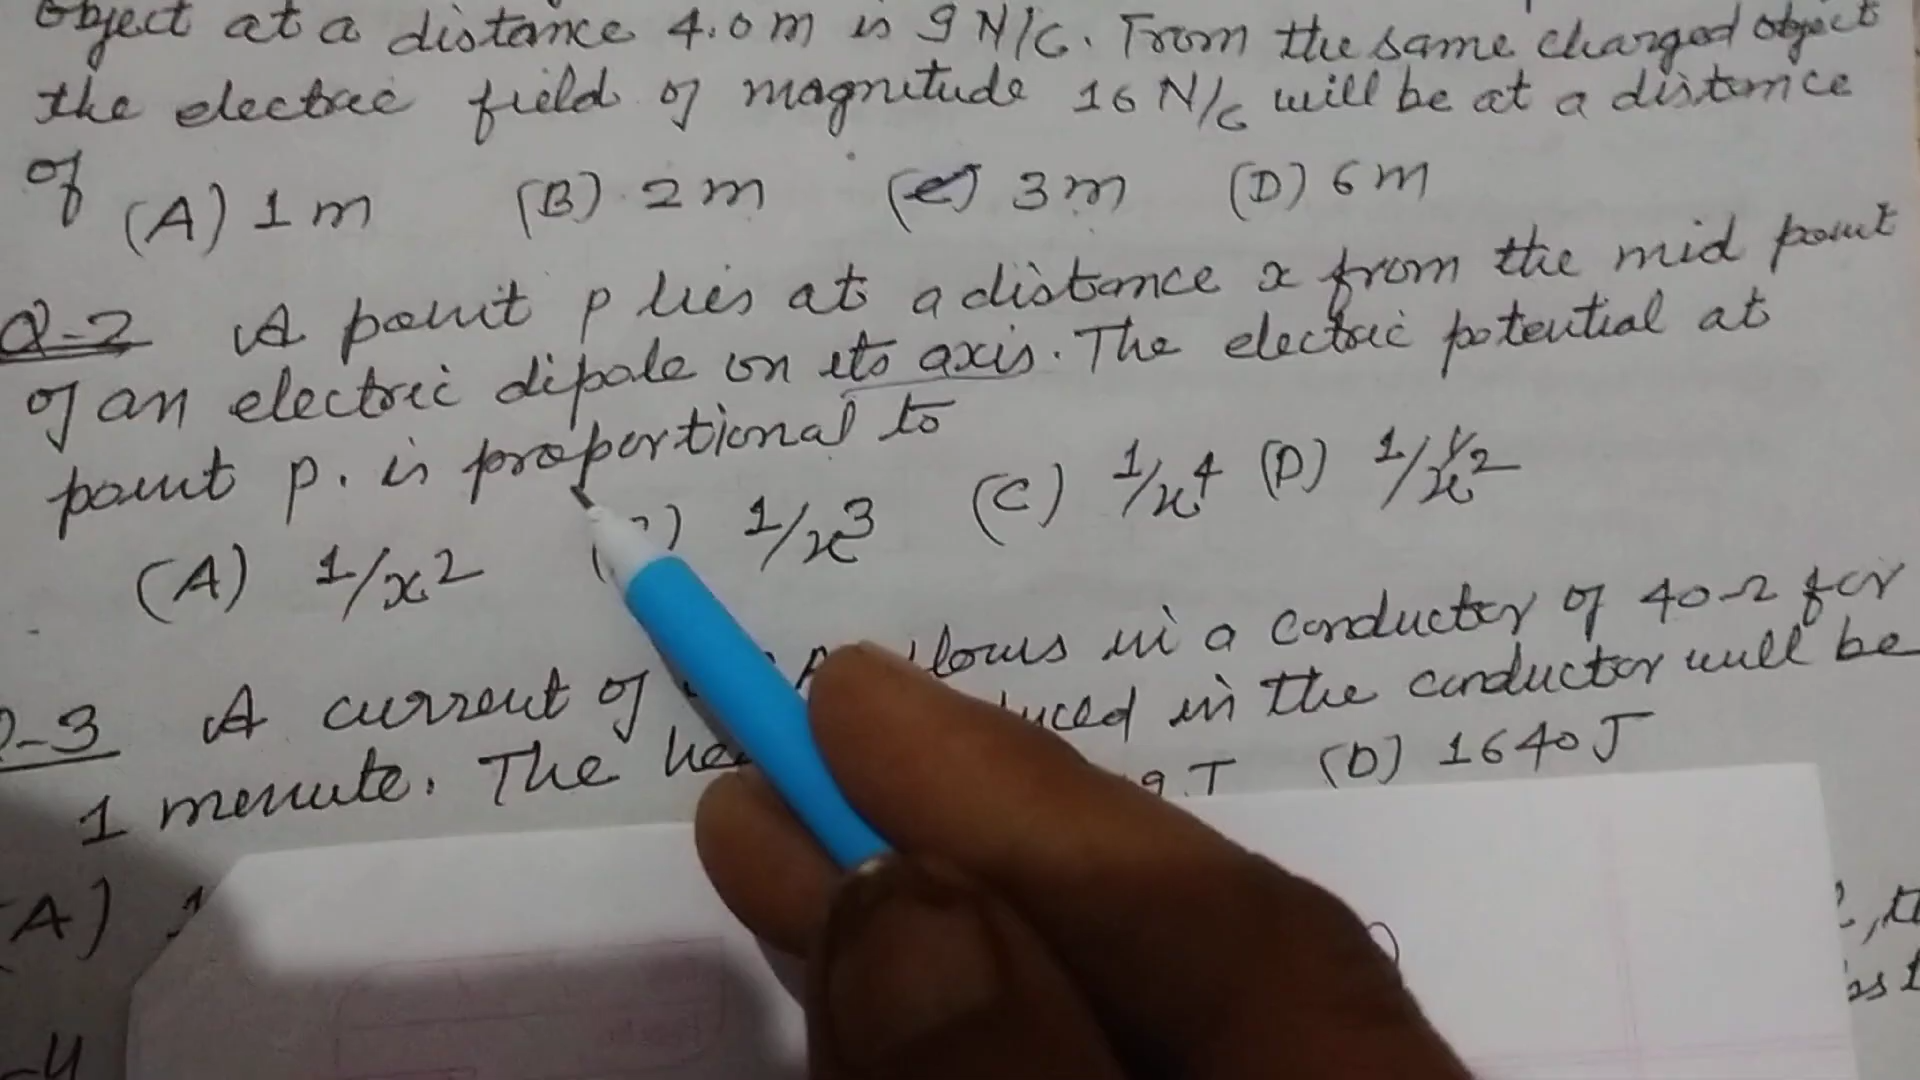 object at a distance 4.0 m is 9 N/C. From the same charged object
the electric field of magnitude 16 N/C will be at a distance
of (A) 1 m (B) 2 m (C) 3 m (D) 6 m
Q-2 A point P lies at a distance x from the mid point
of an electric dipole on its axis. The electric potential at
point P. is proportional to
(A) 1/x2 1/x3 (C) 1/x4 (D) 1/x1/2
-3 A current of flows in a conductor of 40 Ω for
1 minute. The in the conductor will be
(D) 1640 J
(A)